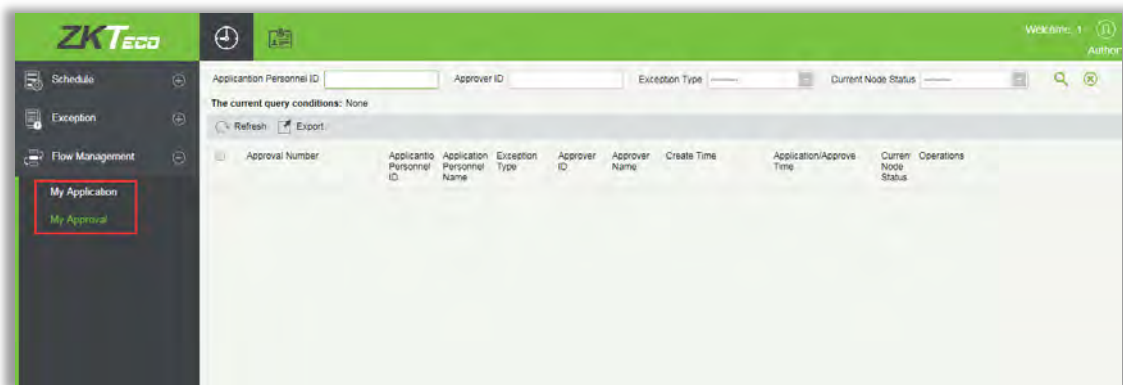 ZKTeco
Welcome, 1
Author
Schedule
Exception
Flow Management
My Application
My Approval
Applicantion Personnel ID Approver ID Exception Type -------- Current Node Status --------
The current query conditions: None
Refresh Export
Approval Number Applicantio Application Exception Approver Approver Create Time Application/Approve Curren Operations
Personnel Personnel Type ID Name Time Node
ID Name Status